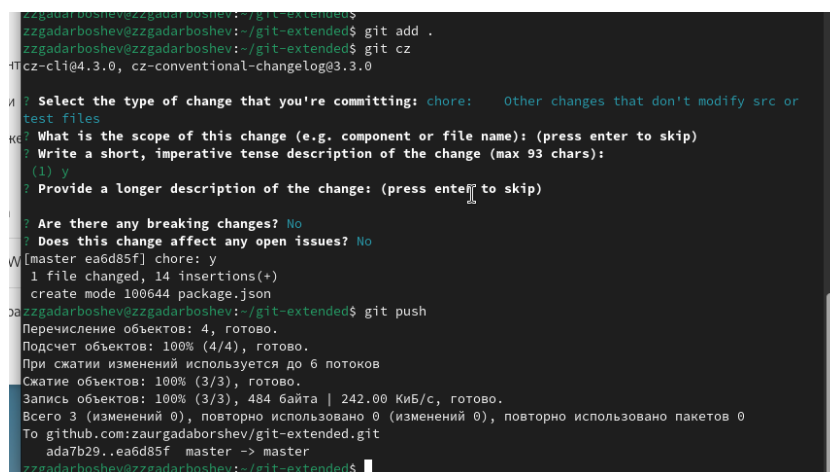 zzgadarboshev@zzgadarboshev:~/git-extended$
zzgadarboshev@zzgadarboshev:~/git-extended$ git add .
zzgadarboshev@zzgadarboshev:~/git-extended$ git cz
cz-cli@4.3.0, cz-conventional-changelog@3.3.0
? Select the type of change that you're committing: chore:    Other changes that don't modify src or
test files
? What is the scope of this change (e.g. component or file name): (press enter to skip)
? Write a short, imperative tense description of the change (max 93 chars):
(1) y
? Provide a longer description of the change: (press enter to skip)
? Are there any breaking changes? No
? Does this change affect any open issues? No
[master ea6d85f] chore: y
1 file changed, 14 insertions(+)
create mode 100644 package.json
zzgadarboshev@zzgadarboshev:~/git-extended$ git push
Перечисление объектов: 4, готово.
Подсчет объектов: 100% (4/4), готово.
При сжатии изменений используется до 6 потоков
Сжатие объектов: 100% (3/3), готово.
Запись объектов: 100% (3/3), 484 байта | 242.00 КиБ/с, готово.
Всего 3 (изменений 0), повторно использовано 0 (изменений 0), повторно использовано пакетов 0
To github.com:zaurgadaborshev/git-extended.git
ada7b29..ea6d85f  master -> master
zzgadarboshev@zzgadarboshev:~/git-extended$